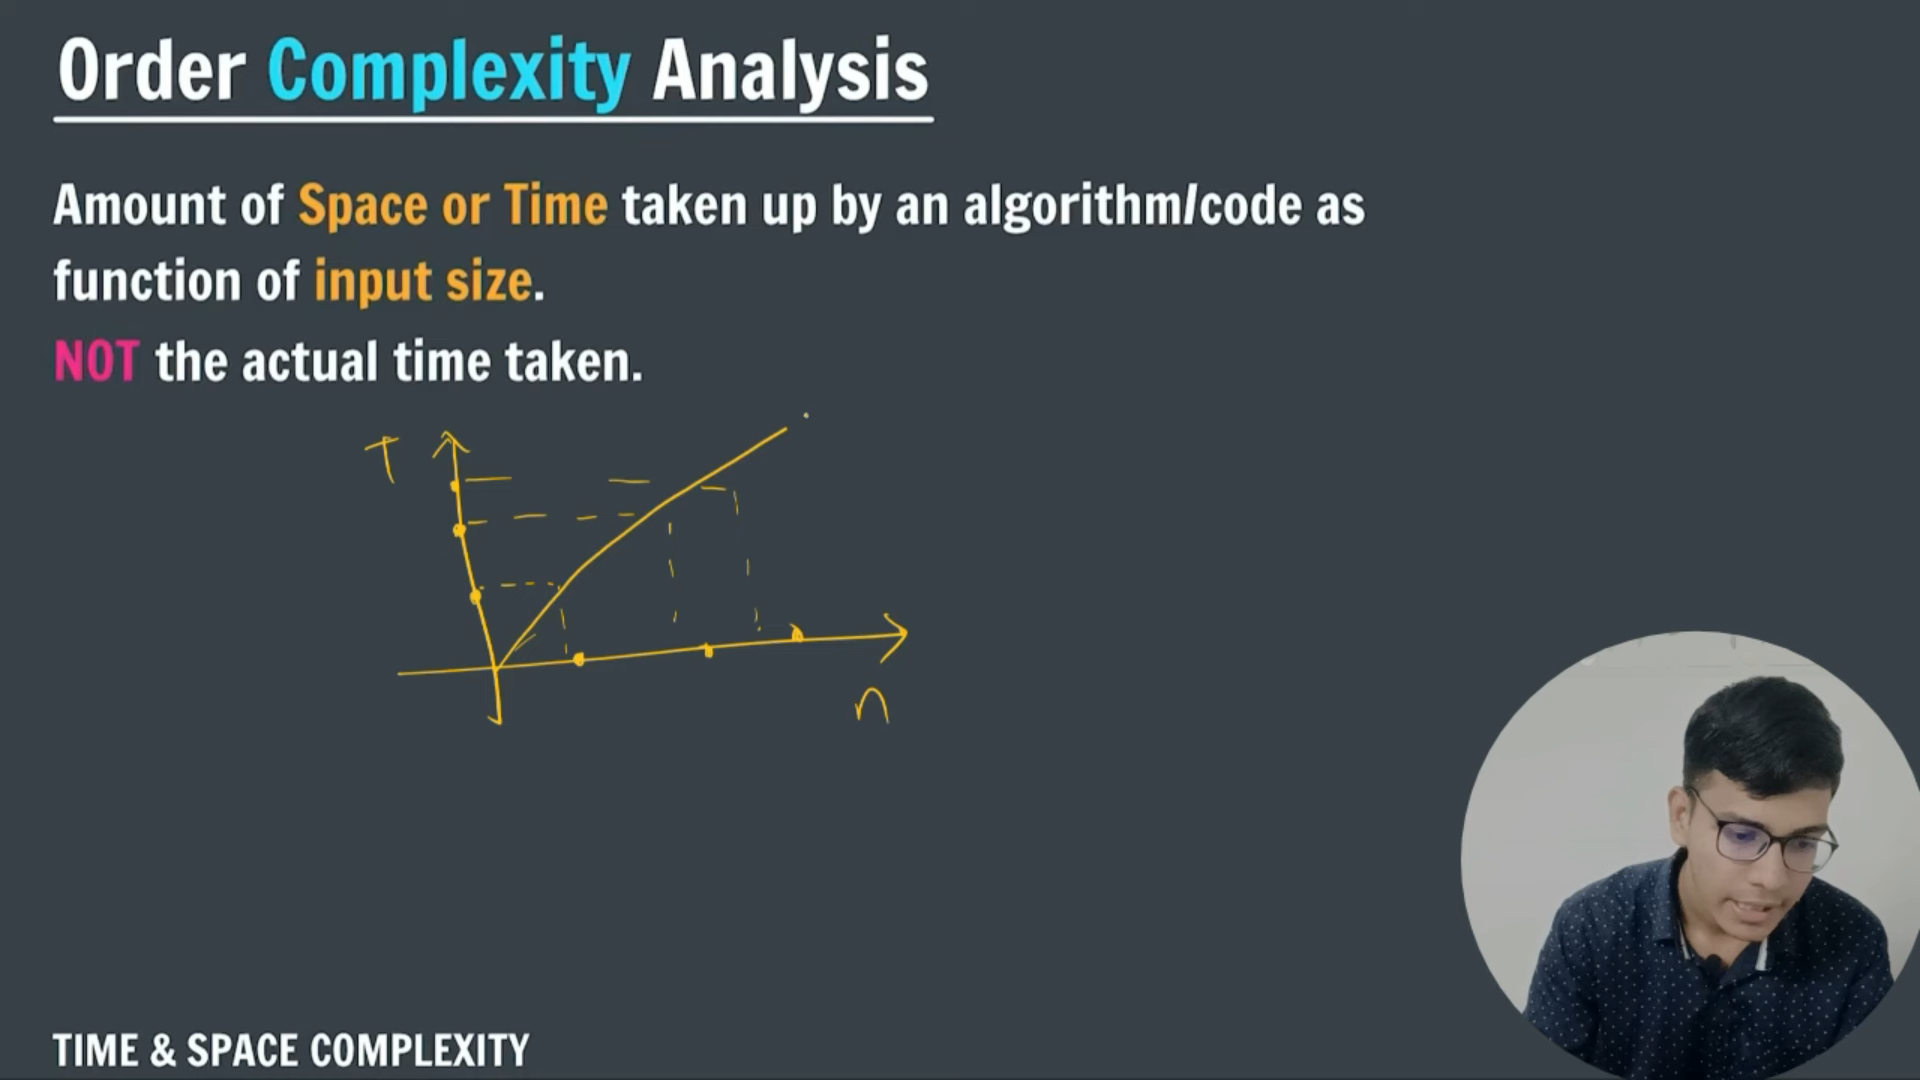 Order Complexity Analysis
Amount of Space or Time taken up by an algorithm/code as
function of input size.
NOT the actual time taken.
T
n
TIME & SPACE COMPLEXITY